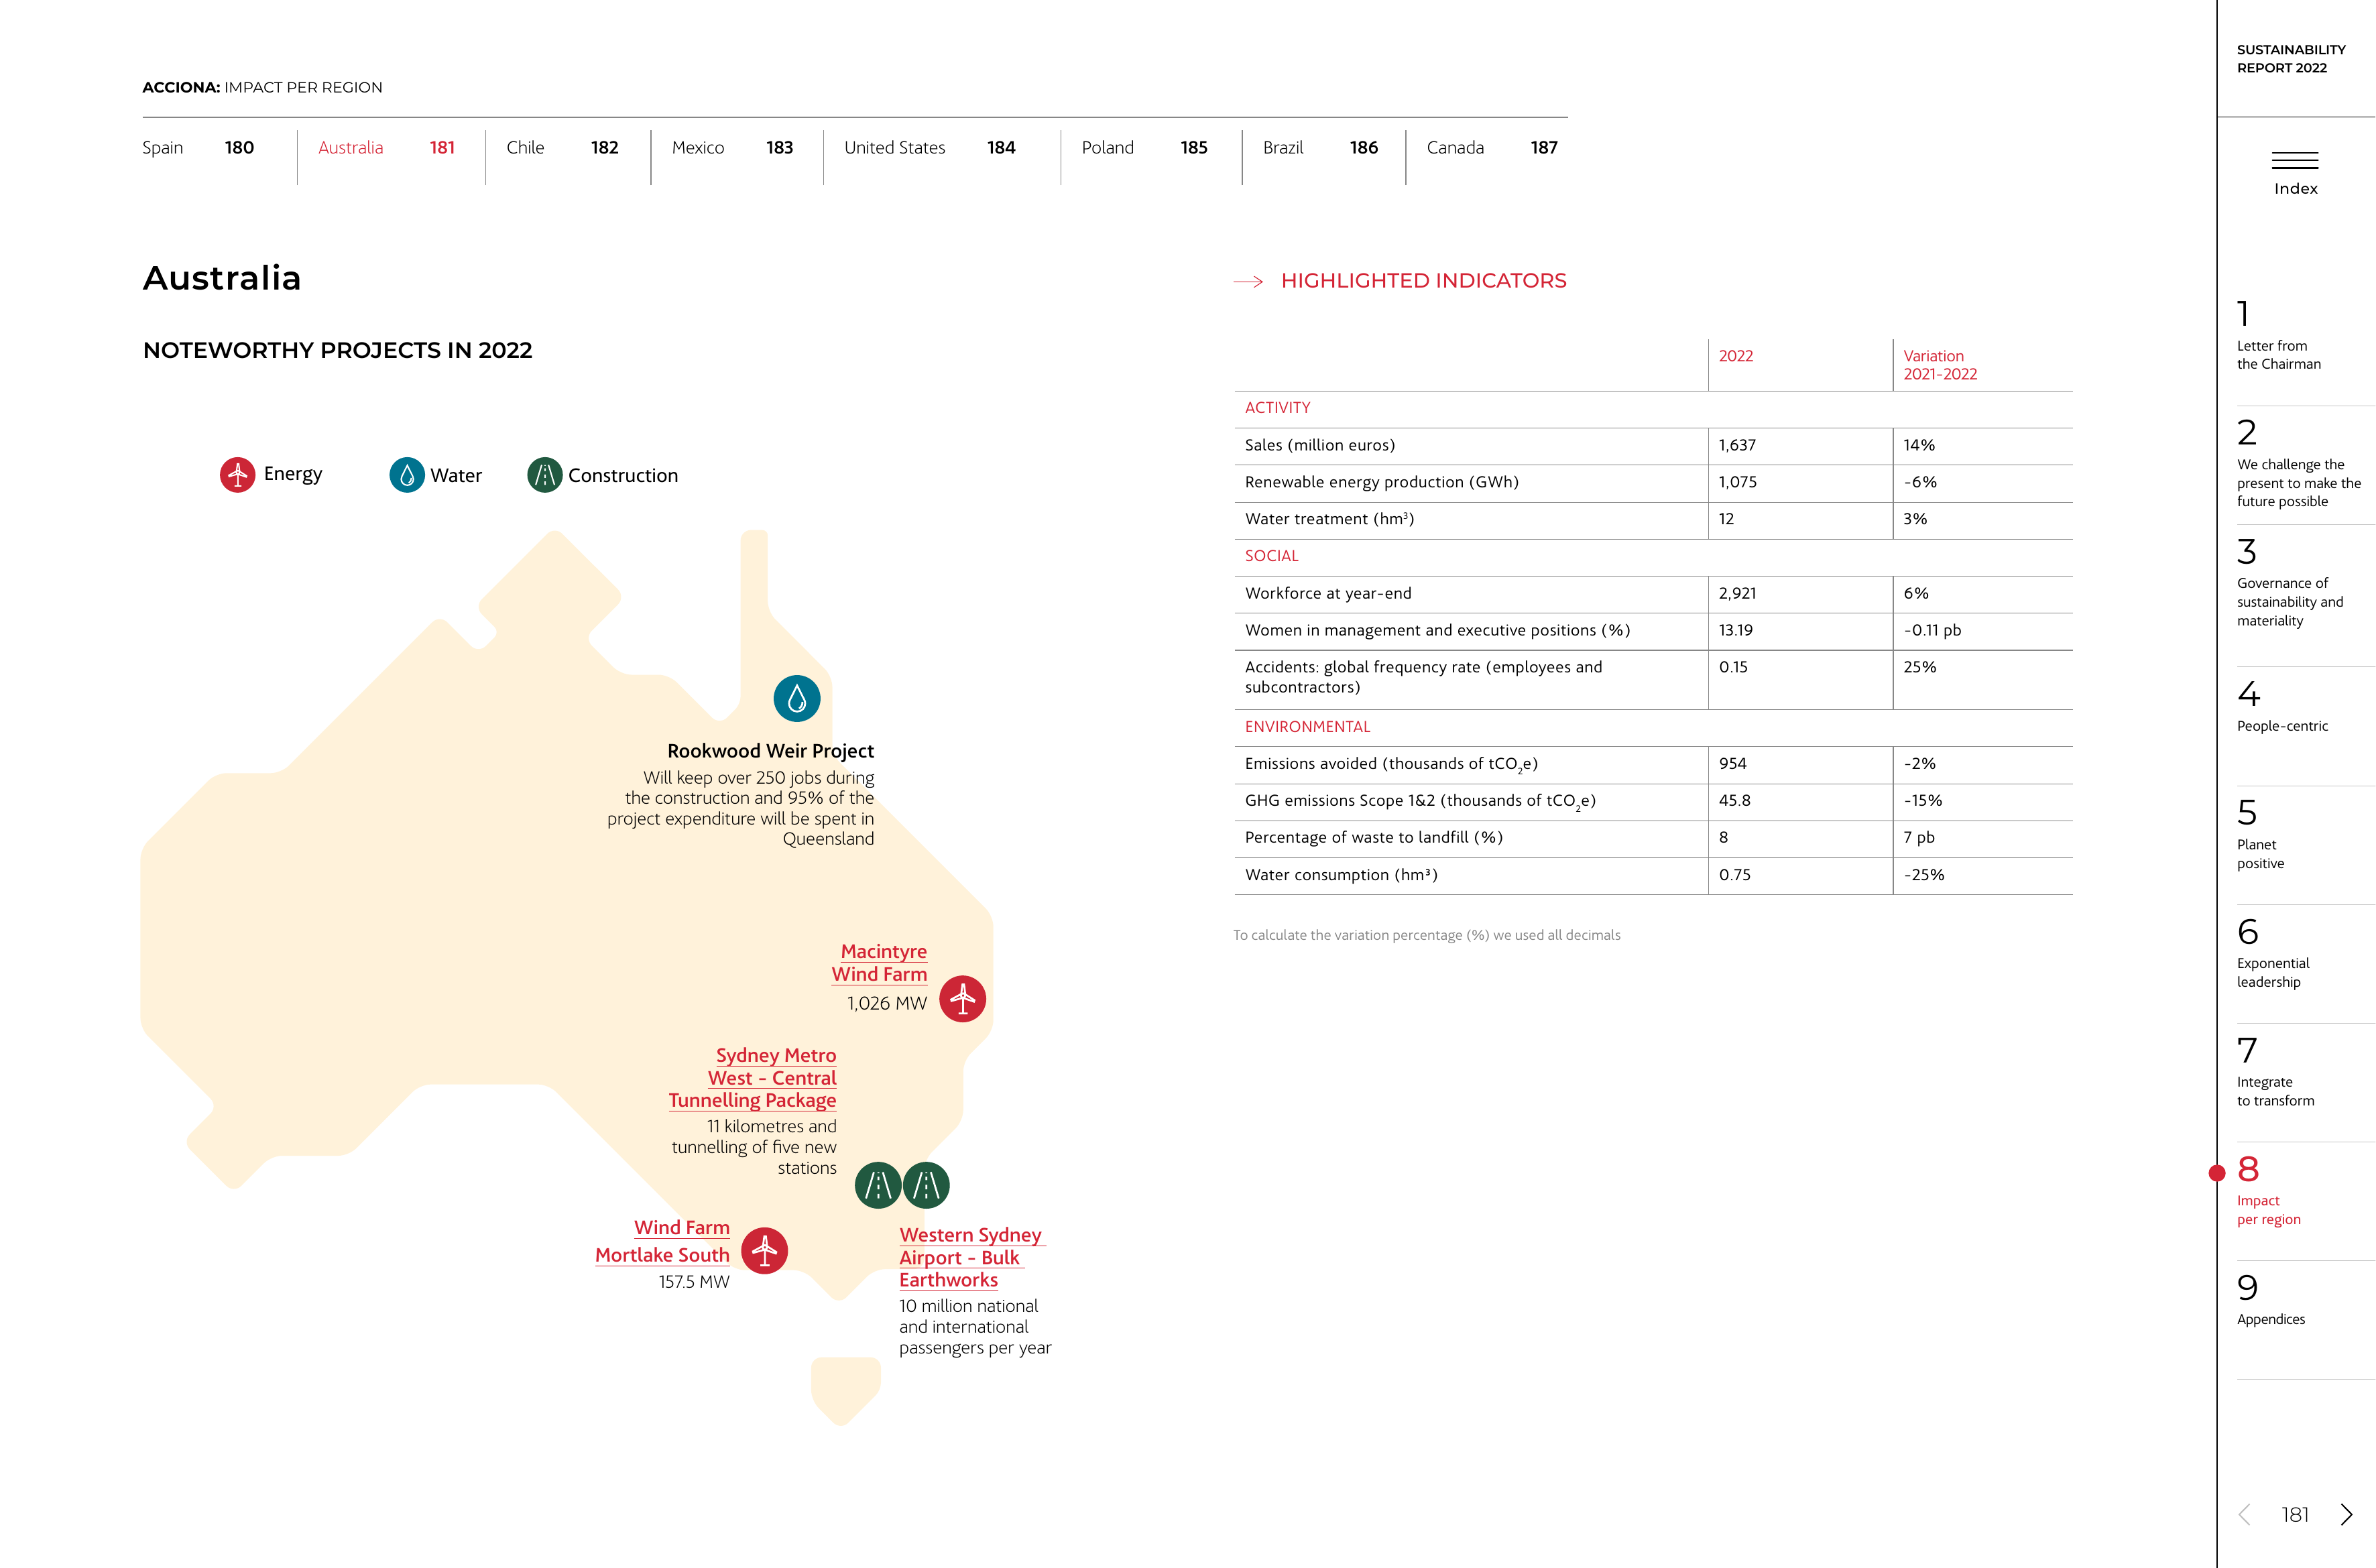 ACCIONA: IMPACT PER REGION
Spain 180 Australia 181 Chile 182 Mexico 183 United States 184 Poland 185 Brazil 186 Canada 187
Australia
NOTEWORTHY PROJECTS IN 2022
Energy Water Construction
Rookwood Weir Project
Will keep over 250 jobs during
the construction and 95% of the
project expenditure will be spent in
Queensland
Macintyre
Wind Farm
1,026 MW
Sydney Metro
West - Central
Tunnelling Package
11 kilometres and
tunnelling of five new
stations
Wind Farm
Mortlake South
157.5 MW
Western Sydney
Airport - Bulk
Earthworks
10 million national
and international
passengers per year
HIGHLIGHTED INDICATORS
2022 Variation
2021-2022
ACTIVITY
Sales (million euros) 1,637 14%
Renewable energy production (GWh) 1,075 -6%
Water treatment (hm³) 12 3%
SOCIAL
Workforce at year-end 2,921 6%
Women in management and executive positions (%) 13.19 -0.11 pb
Accidents: global frequency rate (employees and 0.15 25%
subcontractors)
ENVIRONMENTAL
Emissions avoided (thousands of tCO₂e) 954 -2%
GHG emissions Scope 1&2 (thousands of tCO₂e) 45.8 -15%
Percentage of waste to landfill (%) 8 7 pb
Water consumption (hm³) 0.75 -25%
To calculate the variation percentage (%) we used all decimals
SUSTAINABILITY
REPORT 2022
Index
1
Letter from
the Chairman
2
We challenge the
present to make the
future possible
3
Governance of
sustainability and
materiality
4
People-centric
5
Planet
positive
6
Exponential
leadership
7
Integrate
to transform
8
Impact
per region
9
Appendices
181